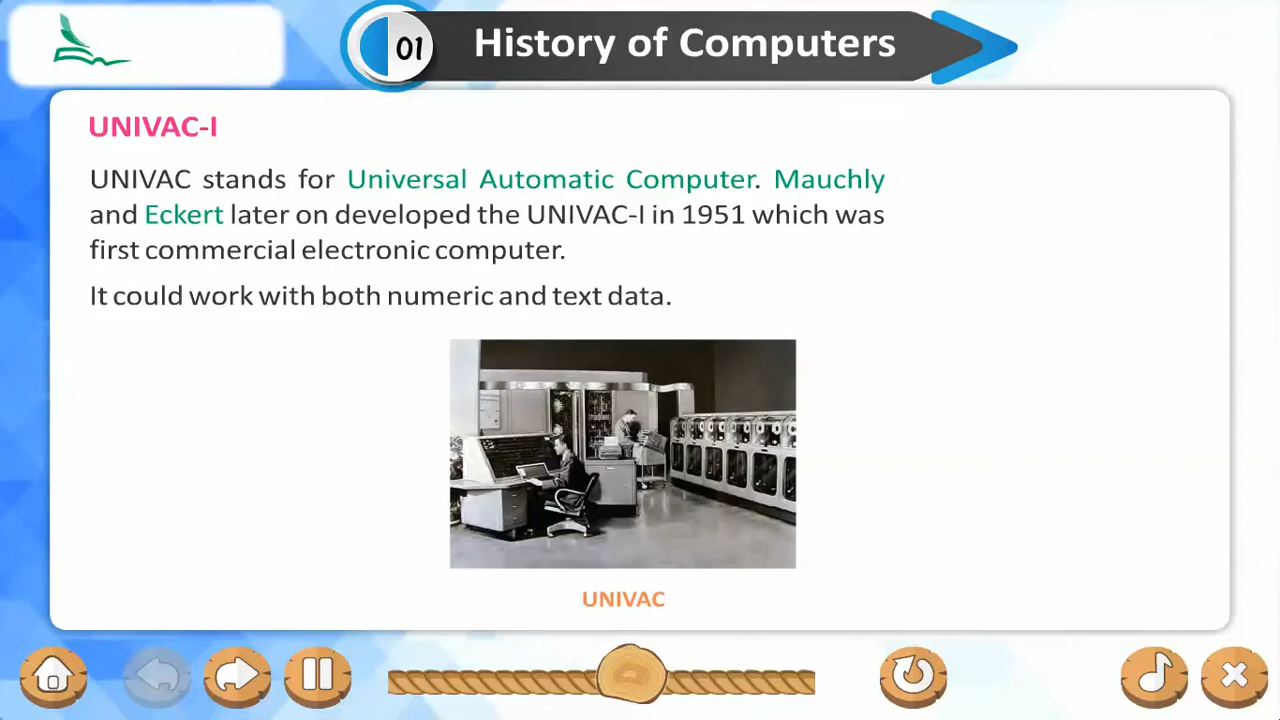 01
History of Computers
UNIVAC-I
UNIVAC stands for Universal Automatic Computer. Mauchly
and Eckert later on developed the UNIVAC-I in 1951 which was
first commercial electronic computer.
It could work with both numeric and text data.
UNIVAC